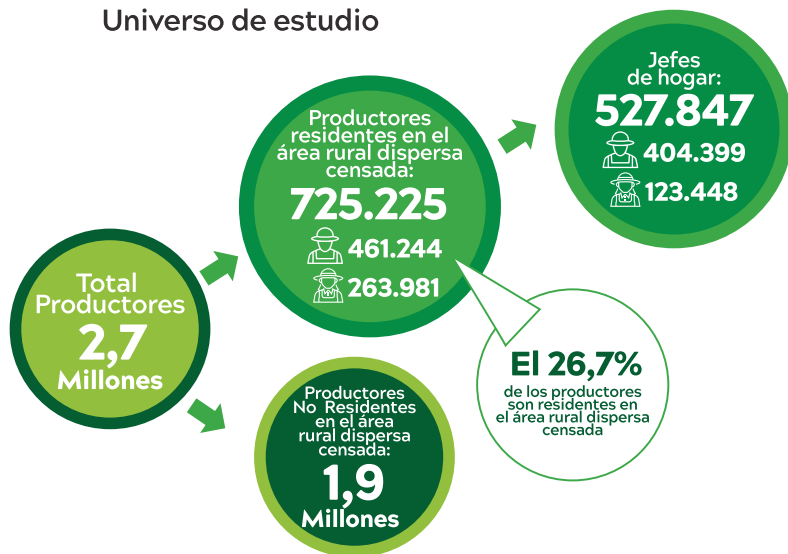 Universo de estudio
Total
Productores
2,7
Millones
Productores
residentes en el
área rural dispersa
censada:
725.225
461.244
263.981
Jefes
de hogar:
527.847
404.399
123.448
El 26,7%
de los productores
son residentes en
el área rural dispersa
censada
Productores
No Residentes
en el área
rural dispersa
censada:
1,9
Millones